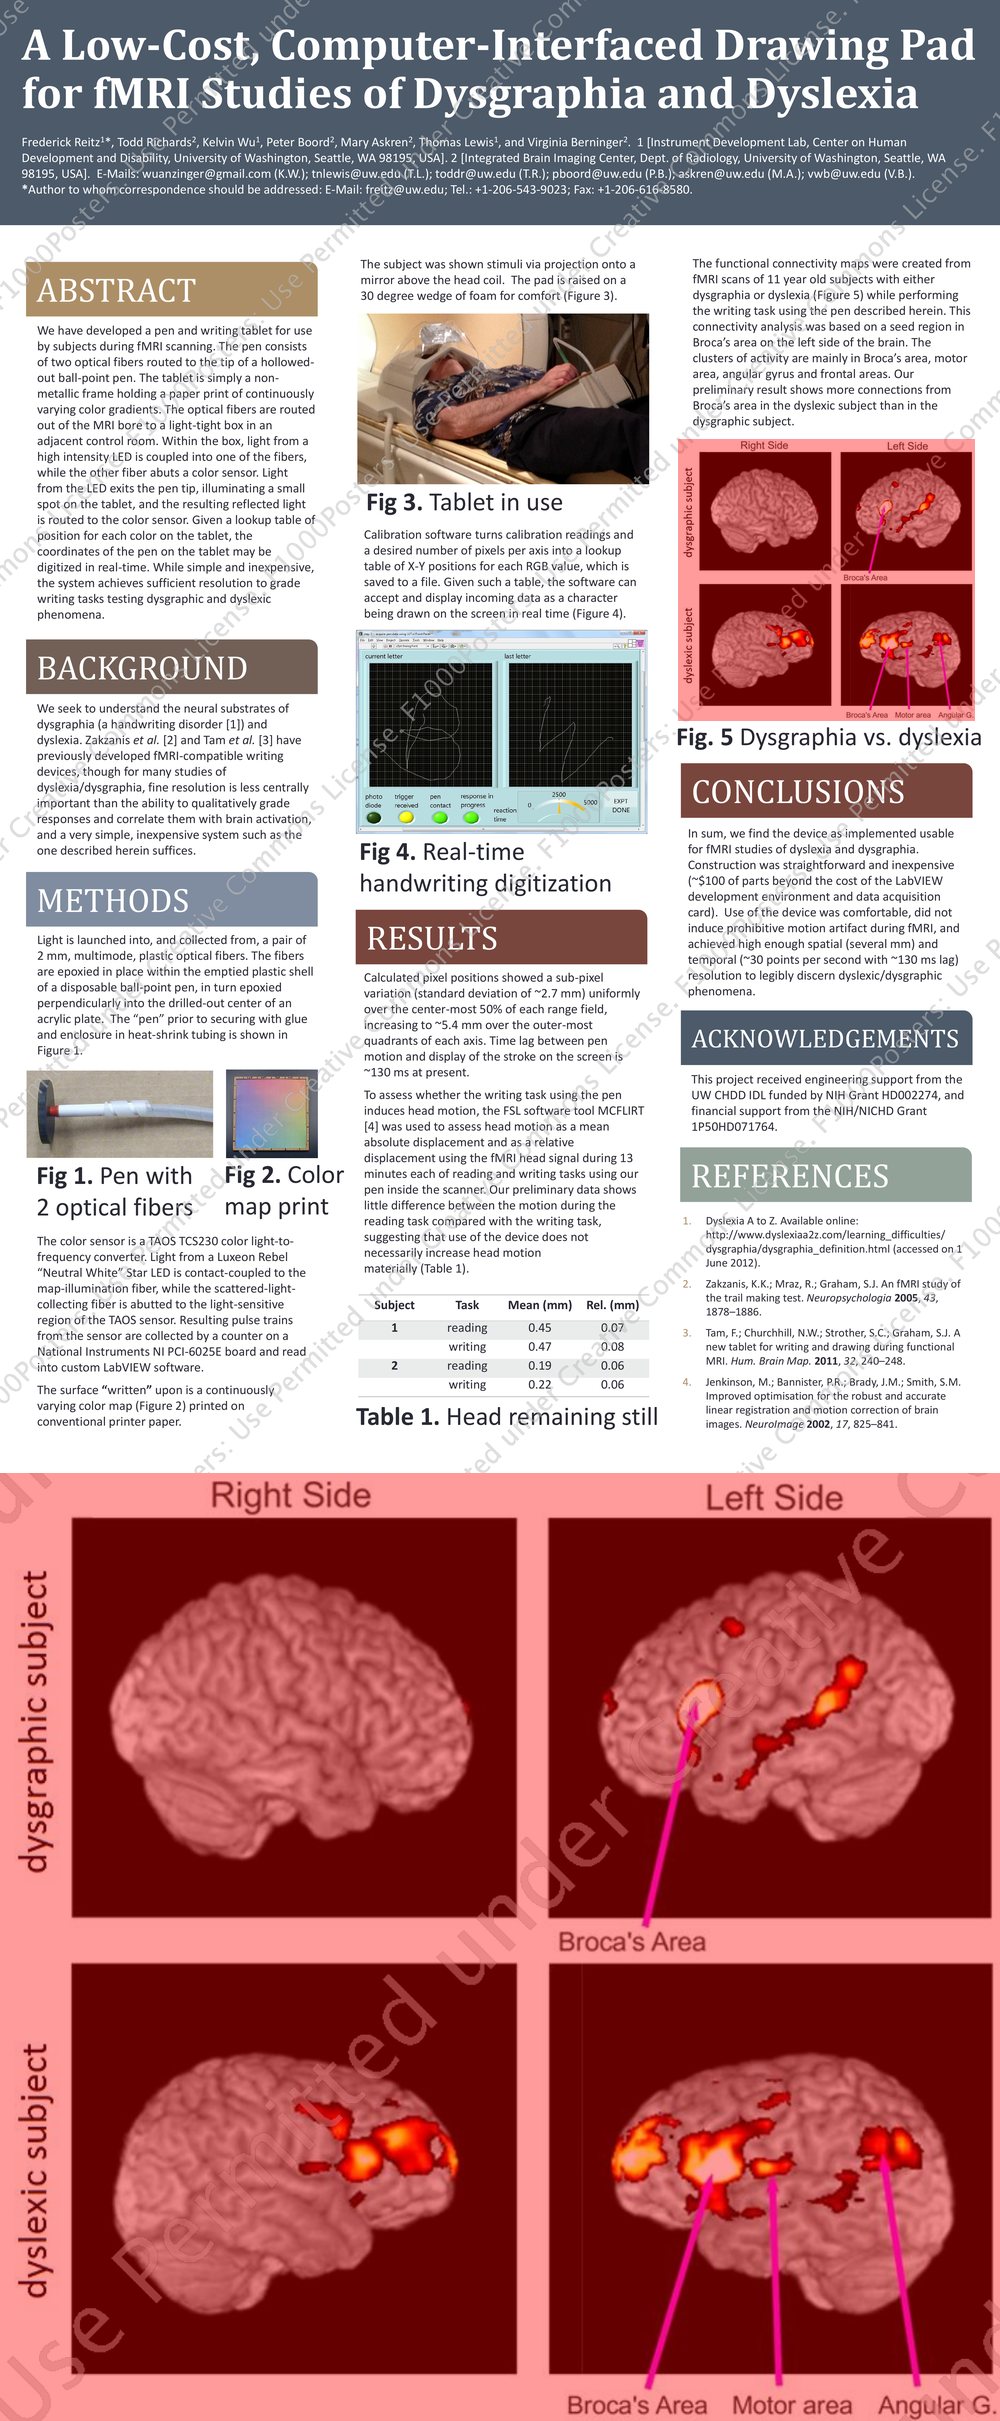 A Low-Cost, Computer-Interfaced Drawing Pad
for fMRI Studies of Dysgraphia and Dyslexia
Frederick Reitz¹*, Todd Richards², Kelvin Wu¹, Peter Boord², Mary Askren², Thomas Lewis¹, and Virginia Berninger². 1 [Instrument Development Lab, Center on Human
Development and Disability, University of Washington, Seattle, WA 98195, USA]. 2 [Integrated Brain Imaging Center, Dept. of Radiology, University of Washington, Seattle, WA
98195, USA]. E-Mails: wuanzinger@gmail.com (K.W.); tnlewis@uw.edu (T.L.); toddr@uw.edu (T.R.); pboord@uw.edu (P.B.); askren@uw.edu (M.A.); vwb@uw.edu (V.B.).
*Author to whom correspondence should be addressed: E-Mail: freitz@uw.edu; Tel.: +1-206-543-9023; Fax: +1-206-616-8580.
ABSTRACT
We have developed a pen and writing tablet for use
by subjects during fMRI scanning. The pen consists
of two optical fibers routed to the tip of a hollowed-
out ball-point pen. The tablet is simply a non-
metallic frame holding a paper print of continuously
varying color gradients. The optical fibers are routed
out of the MRI bore to a light-tight box in an
adjacent control room. Within the box, light from a
high intensity LED is coupled into one of the fibers,
while the other fiber abuts a color sensor. Light
from the LED exits the pen tip, illuminating a small
spot on the tablet, and the resulting reflected light
is routed to the color sensor. Given a lookup table of
position for each color on the tablet, the
coordinates of the pen on the tablet may be
digitized in real-time. While simple and inexpensive,
the system achieves sufficient resolution to grade
writing tasks testing dysgraphic and dyslexic
phenomena.
BACKGROUND
We seek to understand the neural substrates of
dysgraphia (a handwriting disorder [1]) and
dyslexia. Zakzanis et al. [2] and Tam et al. [3] have
previously developed fMRI-compatible writing
devices, though for many studies of
dyslexia/dysgraphia, fine resolution is less centrally
important than the ability to qualitatively grade
responses and correlate them with brain activation,
and a very simple, inexpensive system such as the
one described herein suffices.
METHODS
Light is launched into, and collected from, a pair of
2 mm, multimode, plastic optical fibers. The fibers
are epoxied in place within the emptied plastic shell
of a disposable ball-point pen, in turn epoxied
perpendicularly into the drilled-out center of an
acrylic plate. The “pen” prior to securing with glue
and enclosure in heat-shrink tubing is shown in
Figure 1.
Fig 1. Pen with
2 optical fibers
Fig 2. Color
map print
The color sensor is a TAOS TCS230 color light-to-
frequency converter. Light from a Luxeon Rebel
“Neutral White” Star LED is contact-coupled to the
map-illumination fiber, while the scattered-light-
collecting fiber is abutted to the light-sensitive
region of the TAOS sensor. Resulting pulse trains
from the sensor are collected by a counter on a
National Instruments NI PCI-6025E board and read
into custom LabVIEW software.
The surface “written” upon is a continuously
varying color map (Figure 2) printed on
conventional printer paper.
The subject was shown stimuli via projection onto a
mirror above the head coil. The pad is raised on a
30 degree wedge of foam for comfort (Figure 3).
Fig 3. Tablet in use
Calibration software turns calibration readings and
a desired number of pixels per axis into a lookup
table of X-Y positions for each RGB value, which is
saved to a file. Given such a table, the software can
accept and display incoming data as a character
being drawn on the screen in real time (Figure 4).
current letter
last letter
photo diode
trigger received
pen contact
response in progress
reaction time
0
2500
5000
EXPT DONE
Fig 4. Real-time
handwriting digitization
RESULTS
Calculated pixel positions showed a sub-pixel
variation (standard deviation of ~2.7 mm) uniformly
over the center-most 50% of each range field,
increasing to ~5.4 mm over the outer-most
quadrants of each axis. Time lag between pen
motion and display of the stroke on the screen is
~130 ms at present.
To assess whether the writing task using the pen
induces head motion, the FSL software tool MCFLIRT
[4] was used to assess head motion as a mean
absolute displacement and as a relative
displacement using the fMRI head signal during 13
minutes each of reading and writing tasks using our
pen inside the scanner. Our preliminary data shows
little difference between the motion during the
reading task compared with the writing task,
suggesting that use of the device does not
necessarily increase head motion
materially (Table 1).
Subject Task Mean (mm) Rel. (mm)
1 reading 0.45 0.07
writing 0.47 0.08
2 reading 0.19 0.06
writing 0.22 0.06
Table 1. Head remaining still
The functional connectivity maps were created from
fMRI scans of 11 year old subjects with either
dysgraphia or dyslexia (Figure 5) while performing
the writing task using the pen described herein. This
connectivity analysis was based on a seed region in
Broca’s area on the left side of the brain. The
clusters of activity are mainly in Broca’s area, motor
area, angular gyrus and frontal areas. Our
preliminary result shows more connections from
Broca’s area in the dyslexic subject than in the
dysgraphic subject.
Right Side
Left Side
dysgraphic subject
Broca's Area
dyslexic subject
Broca's Area Motor area Angular G.
Fig. 5 Dysgraphia vs. dyslexia
CONCLUSIONS
In sum, we find the device as implemented usable
for fMRI studies of dyslexia and dysgraphia.
Construction was straightforward and inexpensive
(~$100 of parts beyond the cost of the LabVIEW
development environment and data acquisition
card). Use of the device was comfortable, did not
induce prohibitive motion artifact during fMRI, and
achieved high enough spatial (several mm) and
temporal (~30 points per second with ~130 ms lag)
resolution to legibly discern dyslexic/dysgraphic
phenomena.
ACKNOWLEDGEMENTS
This project received engineering support from the
UW CHDD IDL funded by NIH Grant HD002274, and
financial support from the NIH/NICHD Grant
1P50HD071764.
REFERENCES
1. Dyslexia A to Z. Available online:
http://www.dyslexiaa2z.com/learning_difficulties/
dysgraphia/dysgraphia_definition.html (accessed on 1
June 2012).
2. Zakzanis, K.K.; Mraz, R.; Graham, S.J. An fMRI study of
the trail making test. Neuropsychologia 2005, 43,
1878–1886.
3. Tam, F.; Churchill, N.W.; Strother, S.C.; Graham, S.J. A
new tablet for writing and drawing during functional
MRI. Hum. Brain Map. 2011, 32, 240–248.
4. Jenkinson, M.; Bannister, P.R.; Brady, J.M.; Smith, S.M.
Improved optimisation for the robust and accurate
linear registration and motion correction of brain
images. NeuroImage 2002, 17, 825–841.
F1000Posters: Use Permitted under Creative Commons License.
Right Side
Left Side
dysgraphic subject
Broca's Area
dyslexic subject
Broca's Area Motor area Angular G.
Use Permitted under Creative